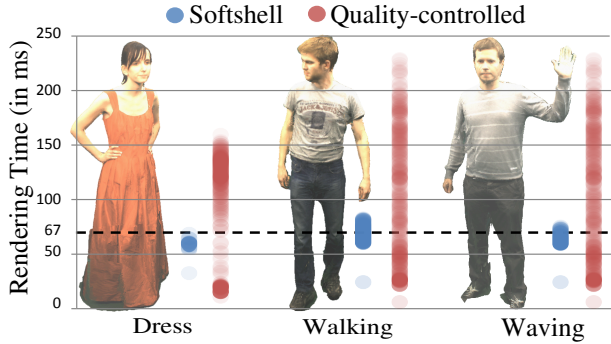 Softshell Quality-controlled
Rendering Time (in ms)
250
200
150
100
67
50
0
Dress Walking Waving